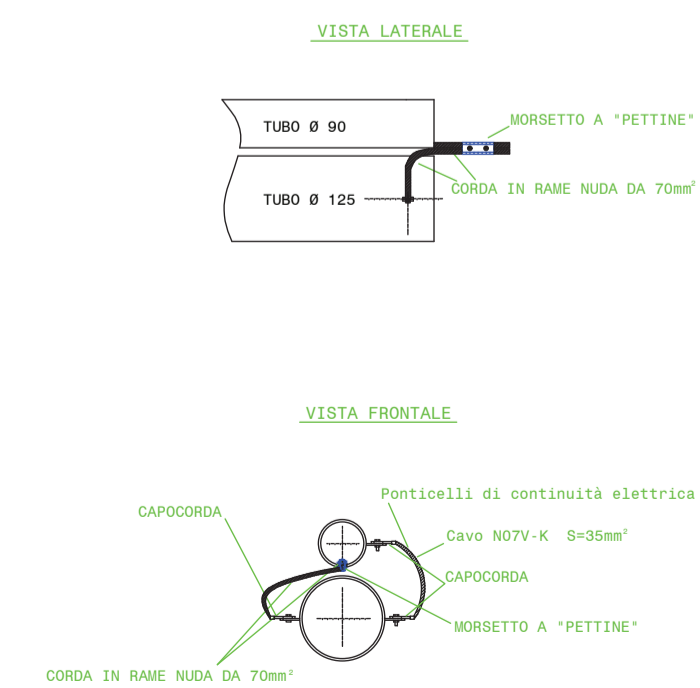 VISTA LATERALE
TUBO Ø 90
MORSETTO A "PETTINE"
CORDA IN RAME NUDA DA 70mm²
TUBO Ø 125
VISTA FRONTALE
Ponticelli di continuità elettrica
CAPOCORDA
Cavo NO7V-K S=35mm²
CAPOCORDA
MORSETTO A "PETTINE"
CORDA IN RAME NUDA DA 70mm²